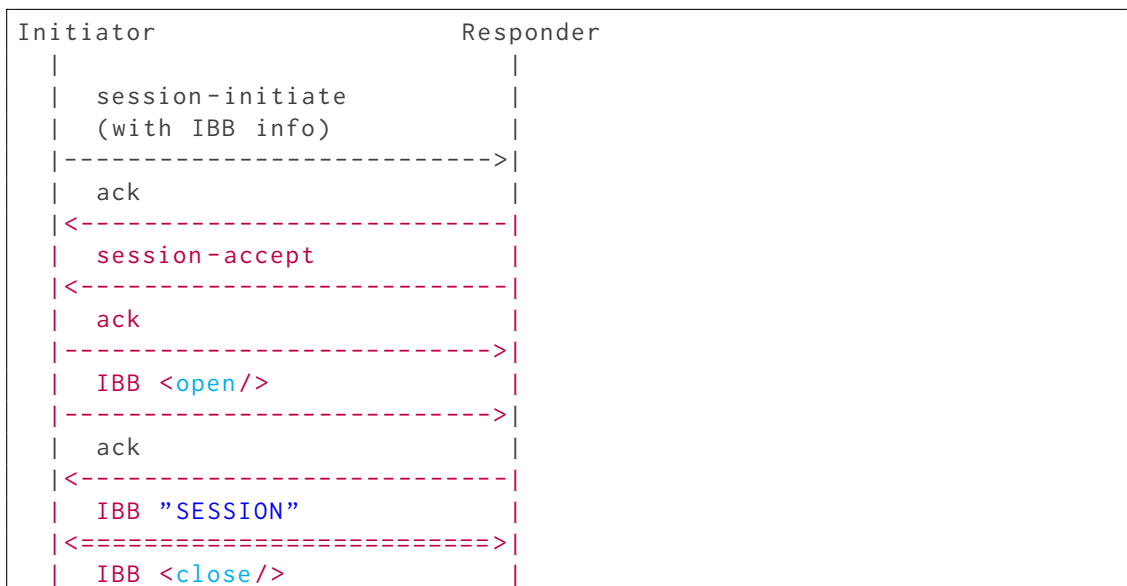 Initiator                   Responder
  |                            |
  |  session-initiate          |
  |  (with IBB info)           |
  |--------------------------->|
  |  ack                       |
  |<---------------------------|
  |  session-accept            |
  |<---------------------------|
  |  ack                       |
  |--------------------------->|
  |  IBB <open/>               |
  |--------------------------->|
  |  ack                       |
  |<---------------------------|
  |  IBB ”SESSION”             |
  |<==========================>|
  |  IBB <close/>              |